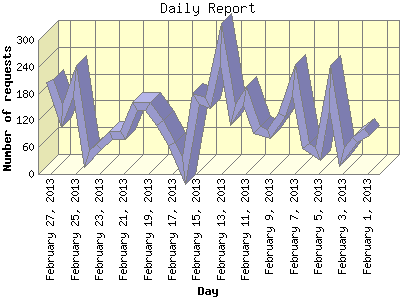 Daily Report
Number of requests
300
240
180
120
60
0
February 27, 2013
February 25, 2013
February 23, 2013
February 21, 2013
February 19, 2013
February 17, 2013
February 15, 2013
February 13, 2013
February 11, 2013
February 9, 2013
February 7, 2013
February 5, 2013
February 3, 2013
February 1, 2013
Day